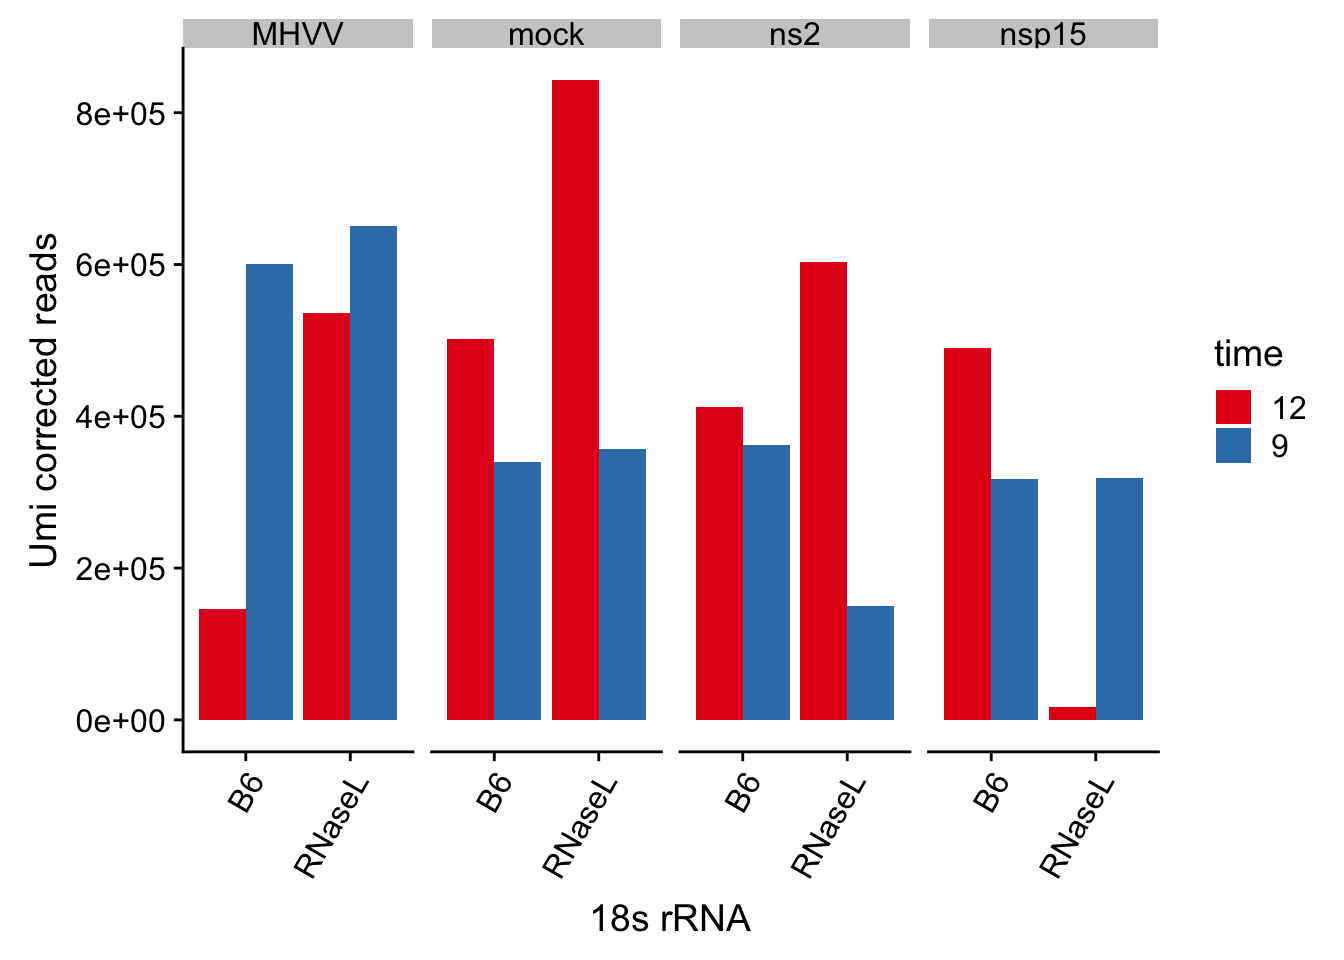 MHVV mock ns2 nsp15
8e+05
6e+05
4e+05
2e+05
0e+00
Umi corrected reads
B6 RNaseL B6 RNaseL B6 RNaseL B6 RNaseL
18s rRNA
time
12
9